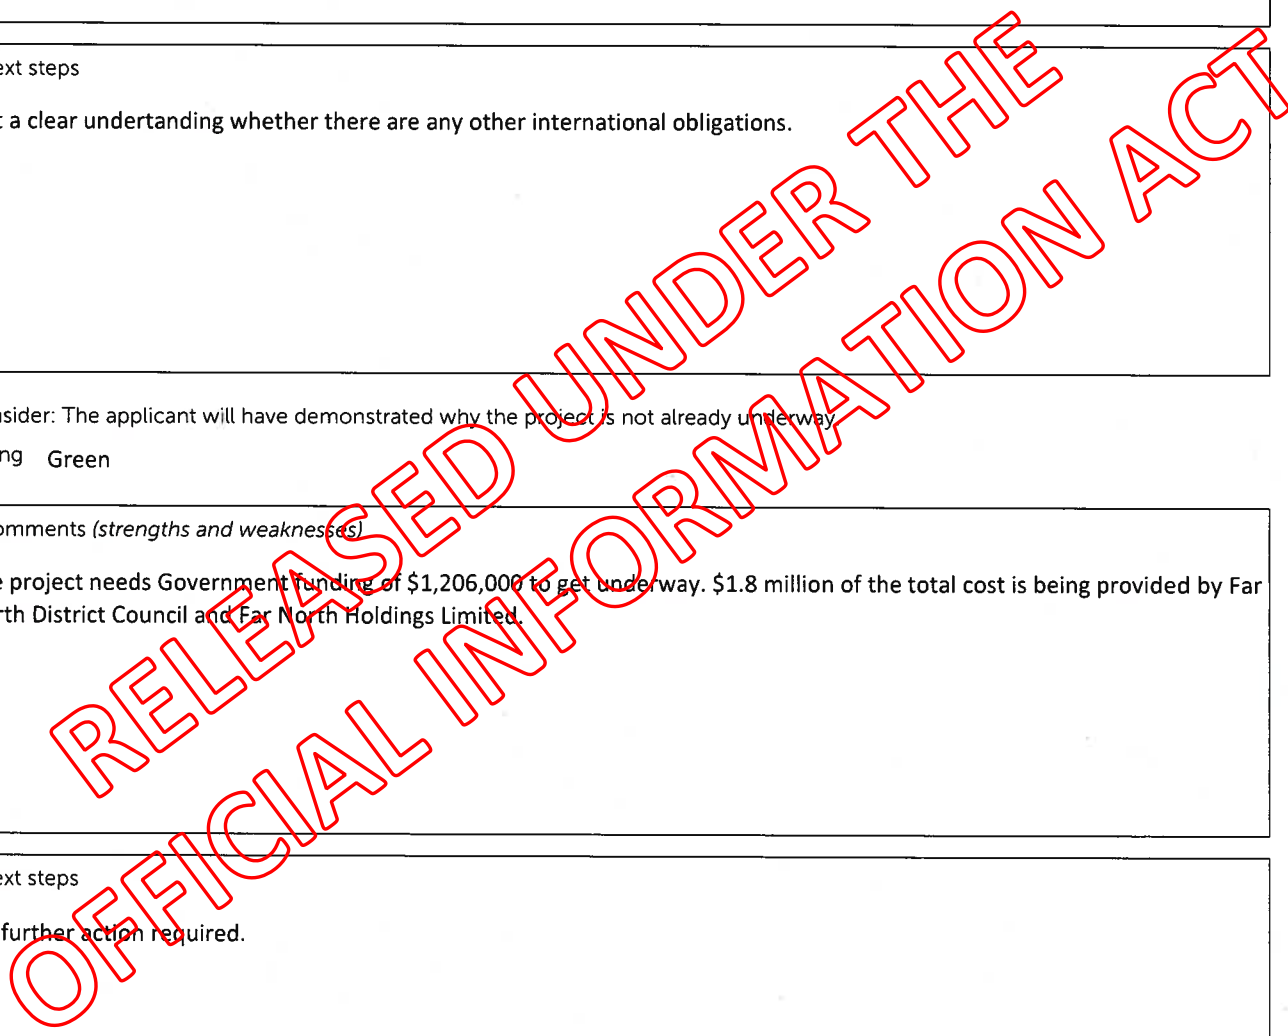 ext steps
a clear undertanding whether there are any other international obligations.
nsider: The applicant will have demonstrated why the project is not already underway
ng Green
omments (strengths and weaknesses)
e project needs Government funding of $1,206,000 to get underway. $1.8 million of the total cost is being provided by Far
rth District Council and Far North Holdings Limited.
ext steps
further action required.
RELEASED UNDER THE
OFFICIAL INFORMATION ACT